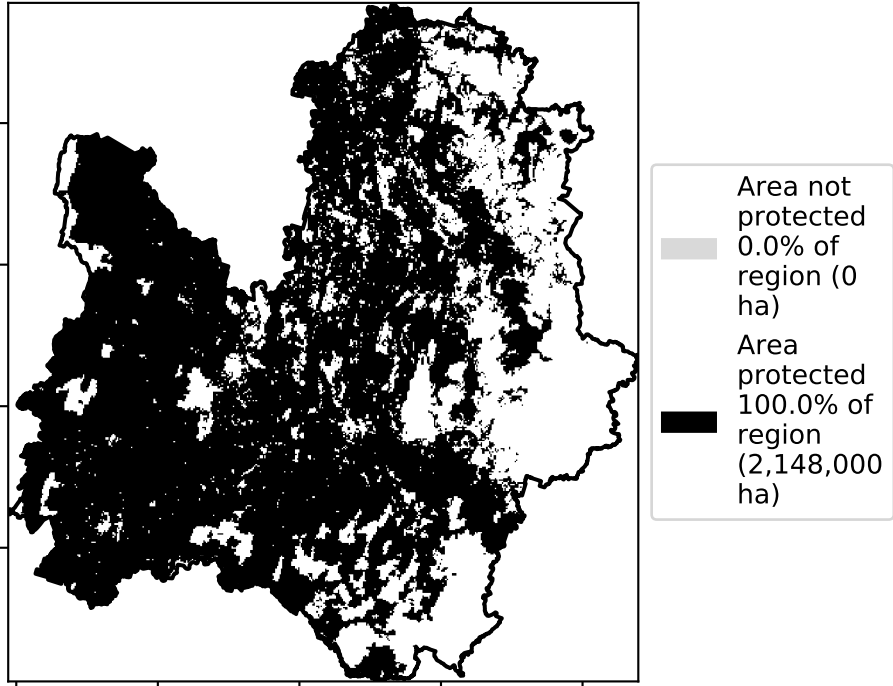 Area not
protected
0.0% of
region (0
ha)
Area
protected
100.0% of
region
(2,148,000
ha)